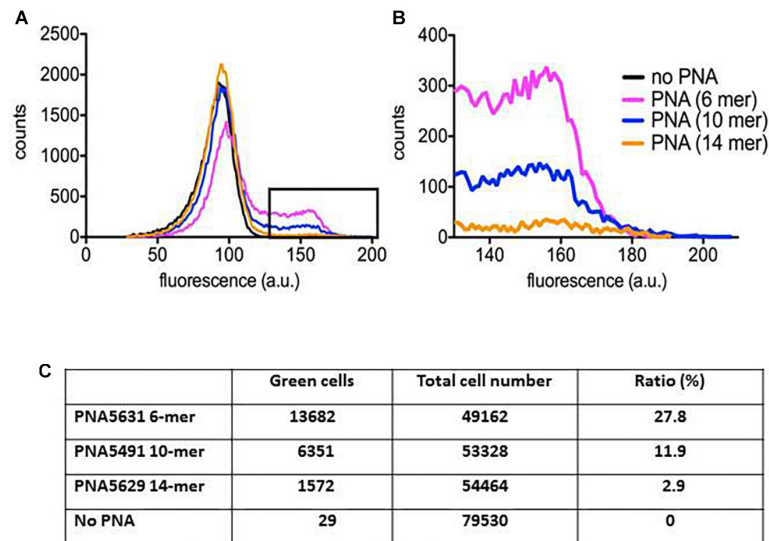 A
counts
2500
2000
1500
1000
500
0
0 50 100 150 200
fluorescence (a.u.)
B
counts
400
300
200
100
0
140 160 180 200
fluorescence (a.u.)
no PNA
PNA (6 mer)
PNA (10 mer)
PNA (14 mer)
C
Green cells Total cell number Ratio (%)
PNA5631 6-mer 13682 49162 27.8
PNA5491 10-mer 6351 53328 11.9
PNA5629 14-mer 1572 54464 2.9
No PNA 29 79530 0